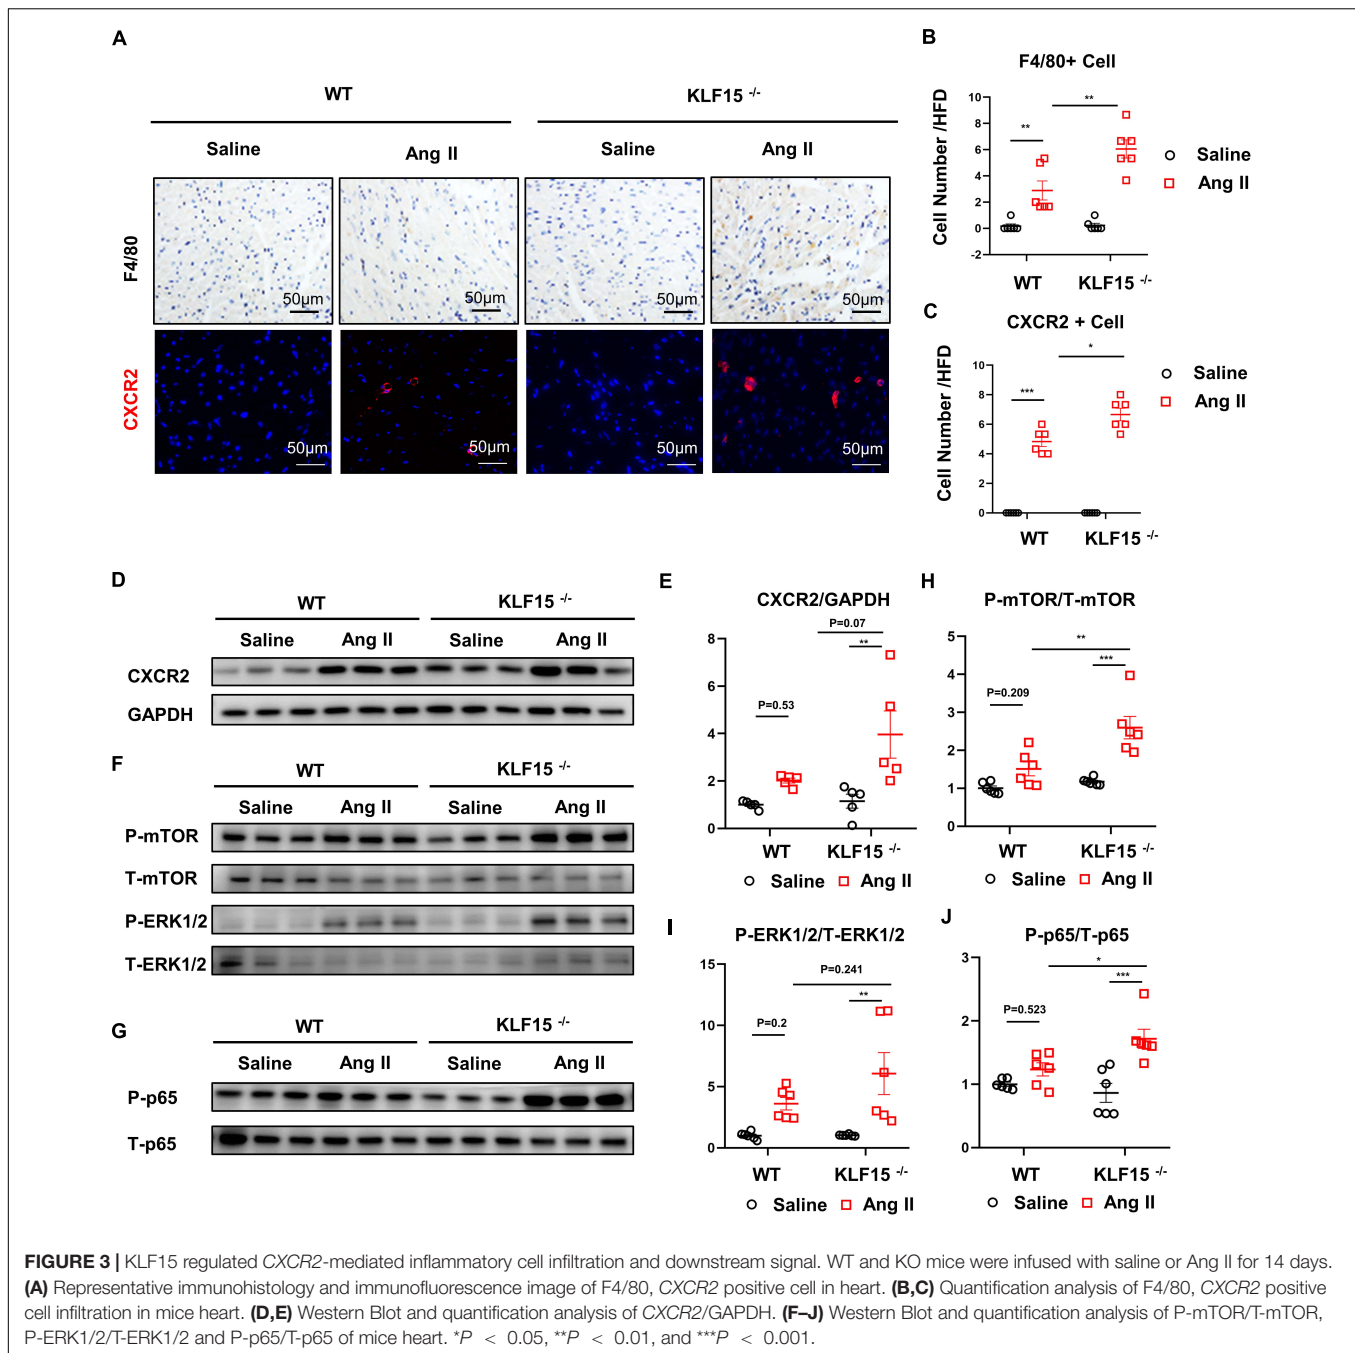 A
WT
KLF15 -/-
Saline
Ang II
Saline
Ang II
F4/80
50μm
50μm
50μm
50μm
CXCR2
50μm
50μm
50μm
50μm
B
F4/80+ Cell
Cell Number /HFD
10
8
6
4
2
0
-2
**
**
WT
KLF15 -/-
Saline
Ang II
C
CXCR2 + Cell
Cell Number /HFD
10
8
6
4
2
0
***
*
WT
KLF15 -/-
Saline
Ang II
D
WT
KLF15 -/-
Saline
Ang II
Saline
Ang II
CXCR2
GAPDH
E
CXCR2/GAPDH
8
6
4
2
0
P=0.53
P=0.07
**
WT
KLF15 -/-
Saline
Ang II
H
P-mTOR/T-mTOR
5
4
3
2
1
0
P=0.209
**
***
WT
KLF15 -/-
Saline
Ang II
F
WT
KLF15 -/-
Saline
Ang II
Saline
Ang II
P-mTOR
T-mTOR
P-ERK1/2
T-ERK1/2
G
WT
KLF15 -/-
Saline
Ang II
Saline
Ang II
P-p65
T-p65
I
P-ERK1/2/T-ERK1/2
15
10
5
0
P=0.2
P=0.241
**
WT
KLF15 -/-
Saline
Ang II
J
P-p65/T-p65
3
2
1
0
P=0.523
*
***
WT
KLF15 -/-
Saline
Ang II
FIGURE 3 | KLF15 regulated CXCR2-mediated inflammatory cell infiltration and downstream signal. WT and KO mice were infused with saline or Ang II for 14 days.
(A) Representative immunohistology and immunofluorescence image of F4/80, CXCR2 positive cell in heart. (B,C) Quantification analysis of F4/80, CXCR2 positive
cell infiltration in mice heart. (D,E) Western Blot and quantification analysis of CXCR2/GAPDH. (F–J) Western Blot and quantification analysis of P-mTOR/T-mTOR,
P-ERK1/2/T-ERK1/2 and P-p65/T-p65 of mice heart. *P < 0.05, **P < 0.01, and ***P < 0.001.